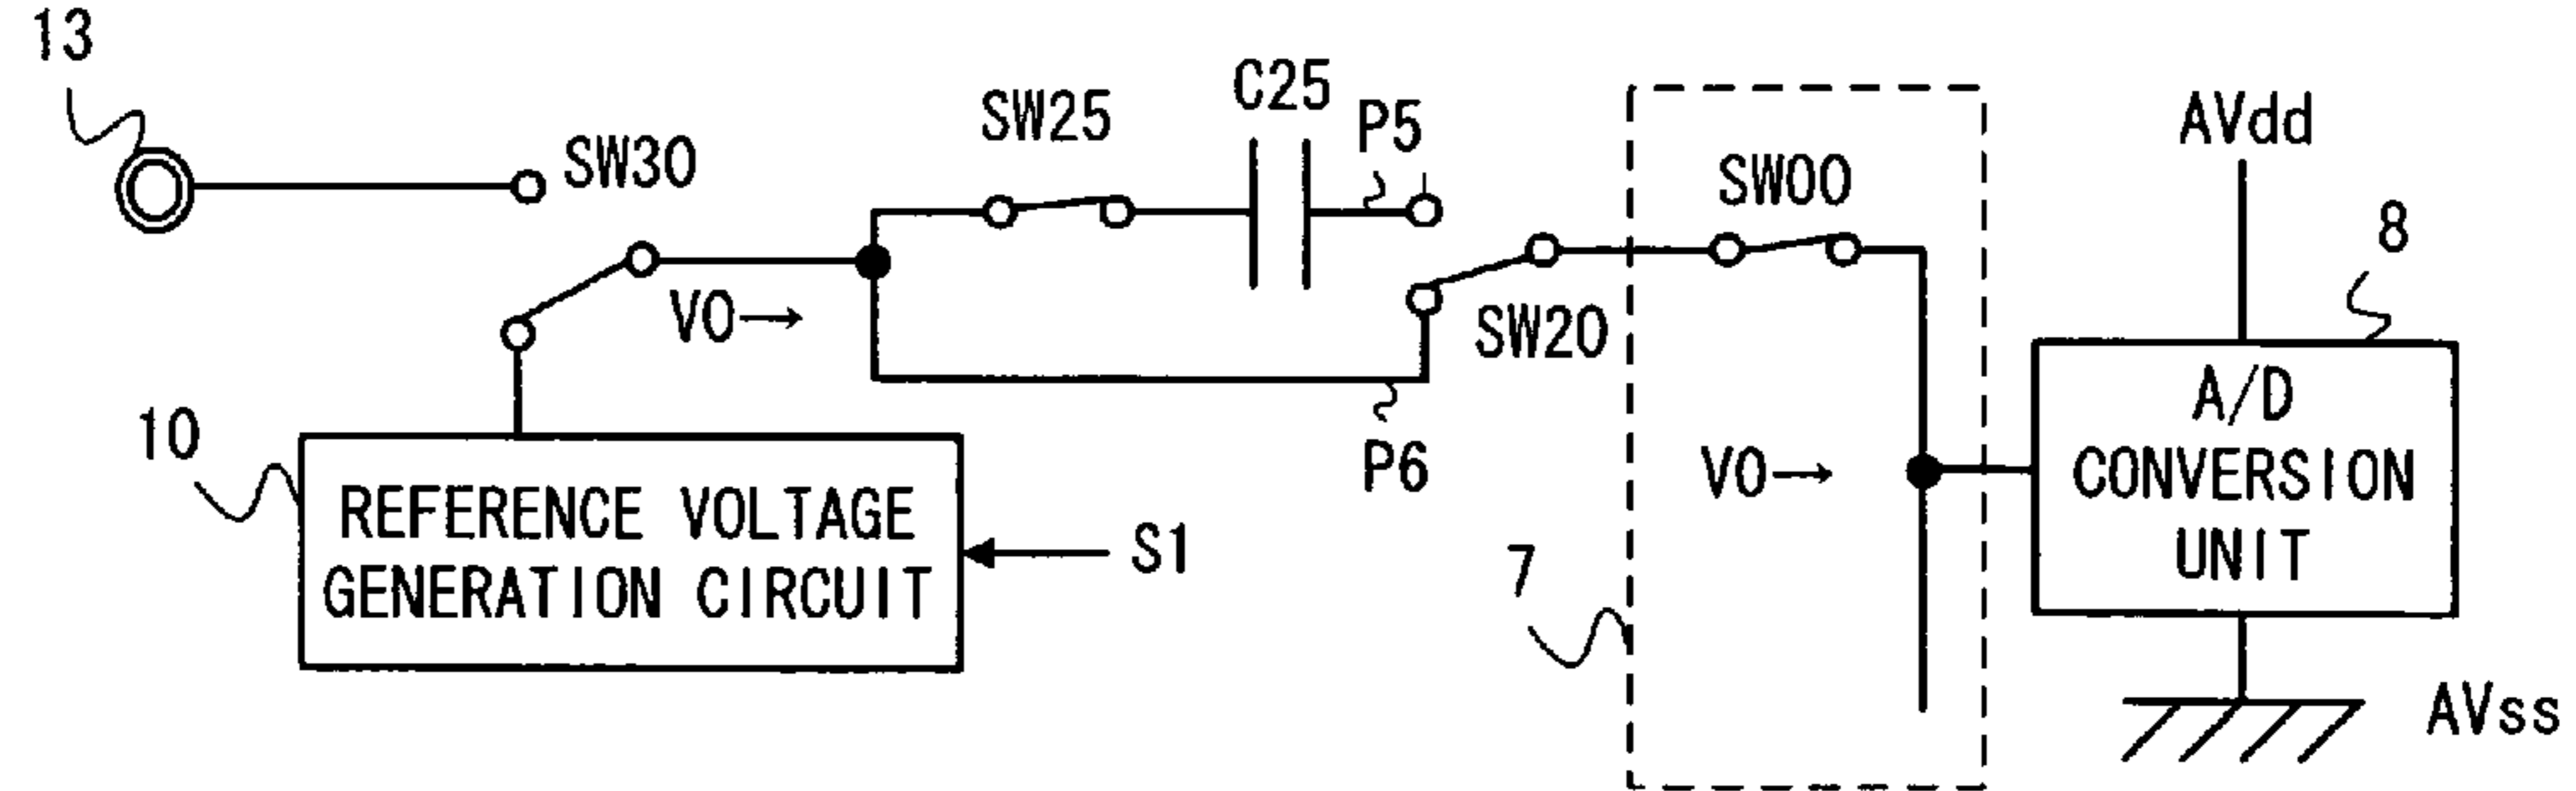 13
SW30
SW25
C25
P5
SW00
AVdd
8
V0→
SW20
A/D
CONVERSION
UNIT
10
REFERENCE VOLTAGE
GENERATION CIRCUIT
S1
P6
V0→
7
AVss